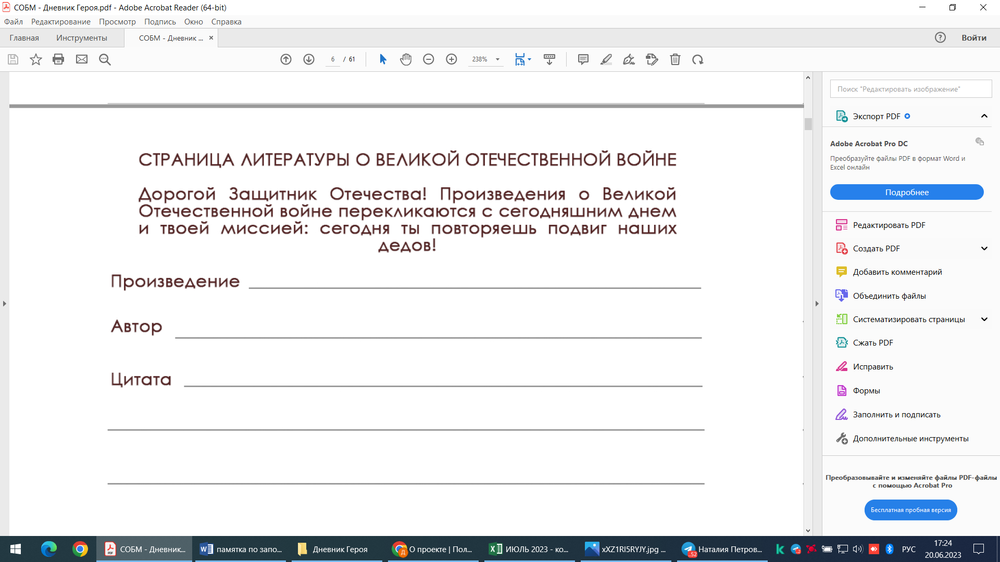 СОБМ - Дневник Героя.pdf - Adobe Acrobat Reader (64-bit)
Файл Редактирование Просмотр Подпись Окно Справка
Главная Инструменты СОБМ - Дневник ... × Войти
6 / 61 238%
Поиск "Редактировать изображение"
Экспорт PDF
Adobe Acrobat Pro DC
Преобразуйте файлы PDF в формат Word и
Excel онлайн
Подробнее
Редактировать PDF
Создать PDF
Добавить комментарий
Объединить файлы
Систематизировать страницы
Сжать PDF
Исправить
Формы
Заполнить и подписать
Дополнительные инструменты
Преобразовывайте и изменяйте файлы PDF-файлы
с помощью Acrobat Pro
Бесплатная пробная версия
СТРАНИЦА ЛИТЕРАТУРЫ О ВЕЛИКОЙ ОТЕЧЕСТВЕННОЙ ВОЙНЕ
Дорогой Защитник Отечества! Произведения о Великой
Отечественной войне перекликаются с сегодняшним днем
и твоей миссией: сегодня ты повторяешь подвиг наших
дедов!
Произведение
Автор
Цитата
СОБМ - Дневник... памятка по запо... Дневник Героя О проекте | Пол... ИЮЛЬ 2023 - ко... xXZ1RI5RYJY.jpg ... Наталия Петров... РУС
17:24
20.06.2023